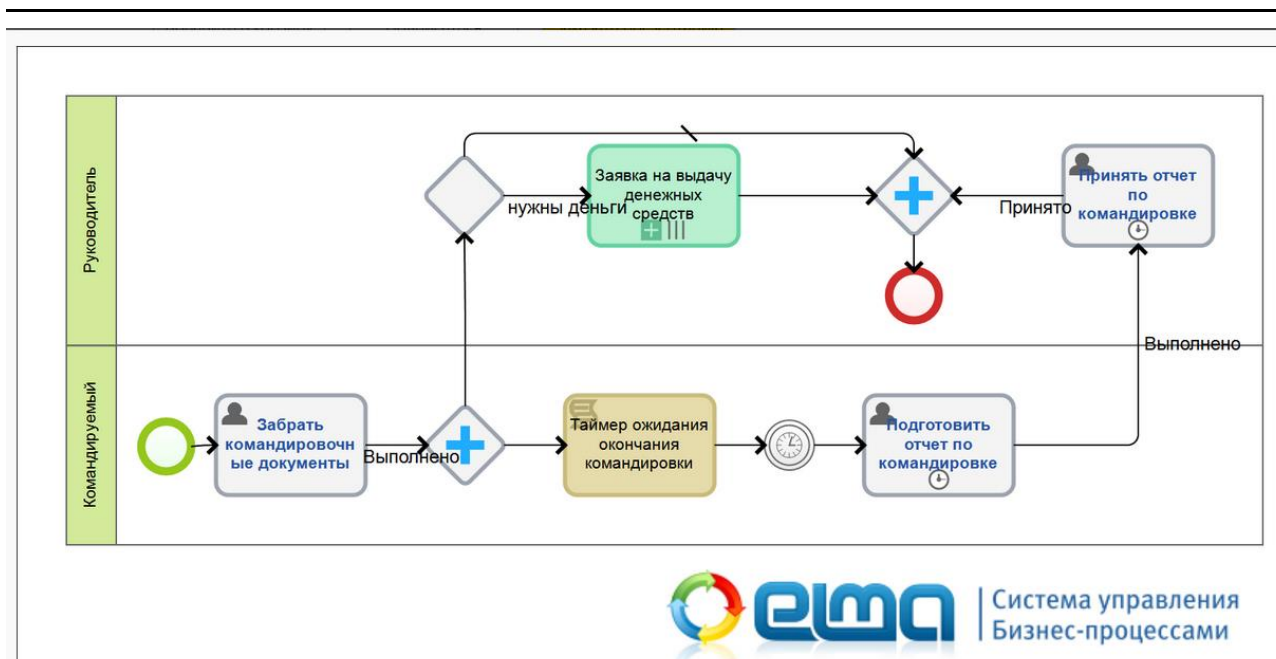 Руководитель
Заявка на выдачу
денежных
средств
нужны деньги
Принять отчет
по
командировке
Принято
Выполнено
Командируемый
Забрать
командировочн
ые документы
Выполнено
Таймер ожидания
окончания
командировки
Подготовить
отчет по
командировке
elma
Система управления
Бизнес-процессами